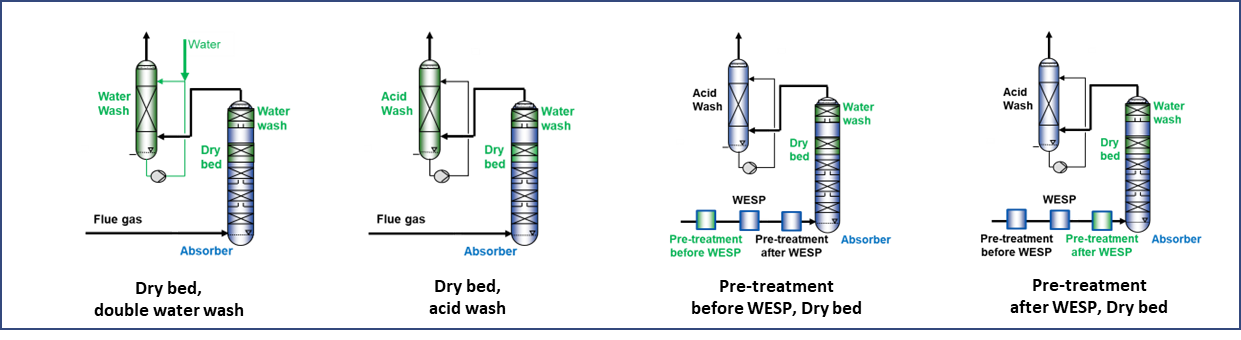 Water
Water
Wash
Water
wash
Dry
bed
Flue gas
Absorber
Dry bed,
double water wash
Acid
Wash
Water
wash
Dry
bed
Flue gas
Absorber
Dry bed,
acid wash
Acid
Wash
Water
wash
Dry
bed
WESP
Pre-treatment
before WESP
Pre-treatment
after WESP
Absorber
Pre-treatment
before WESP, Dry bed
Acid
Wash
Water
wash
Dry
bed
WESP
Pre-treatment
before WESP
Pre-treatment
after WESP
Absorber
Pre-treatment
after WESP, Dry bed